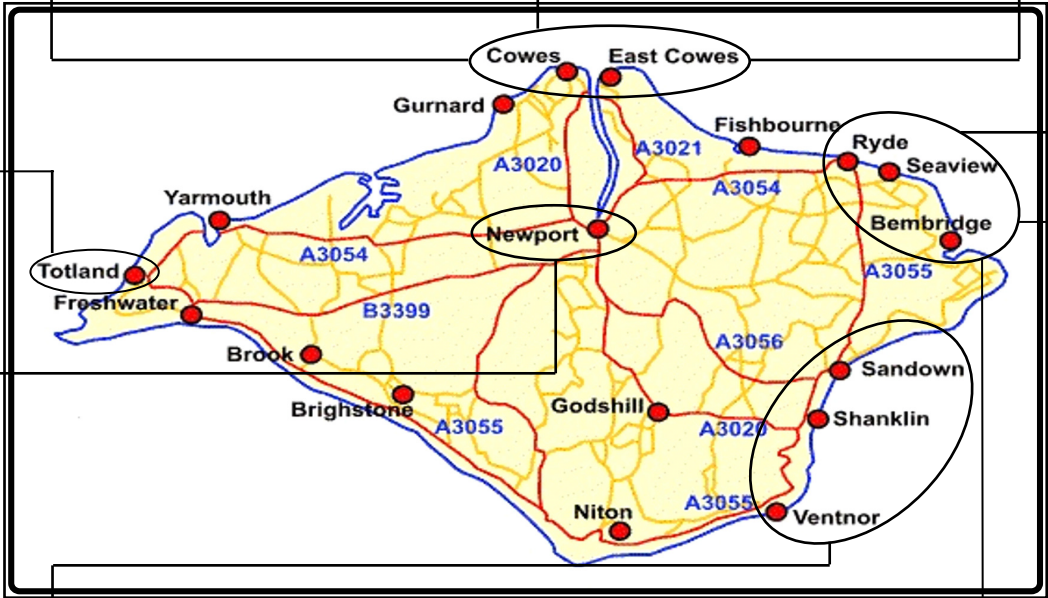 Cowes
East Cowes
Gurnard
Fishbourne
Ryde
A3020
A3021
Seaview
A3054
Yarmouth
Bembridge
Newport
A3054
Totland
A3055
Freshwater
B3399
A3056
Brook
Sandown
Brighstone
Godshill
Shanklin
A3055
A3020
A3055
Niton
Ventnor